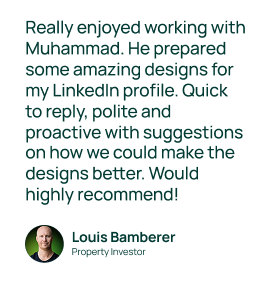 Really enjoyed working with
Muhammad. He prepared
some amazing designs for
my LinkedIn profile. Quick
to reply, polite and
proactive with suggestions
on how we could make the
designs better. Would
highly recommend!
Louis Bamberer
Property Investor